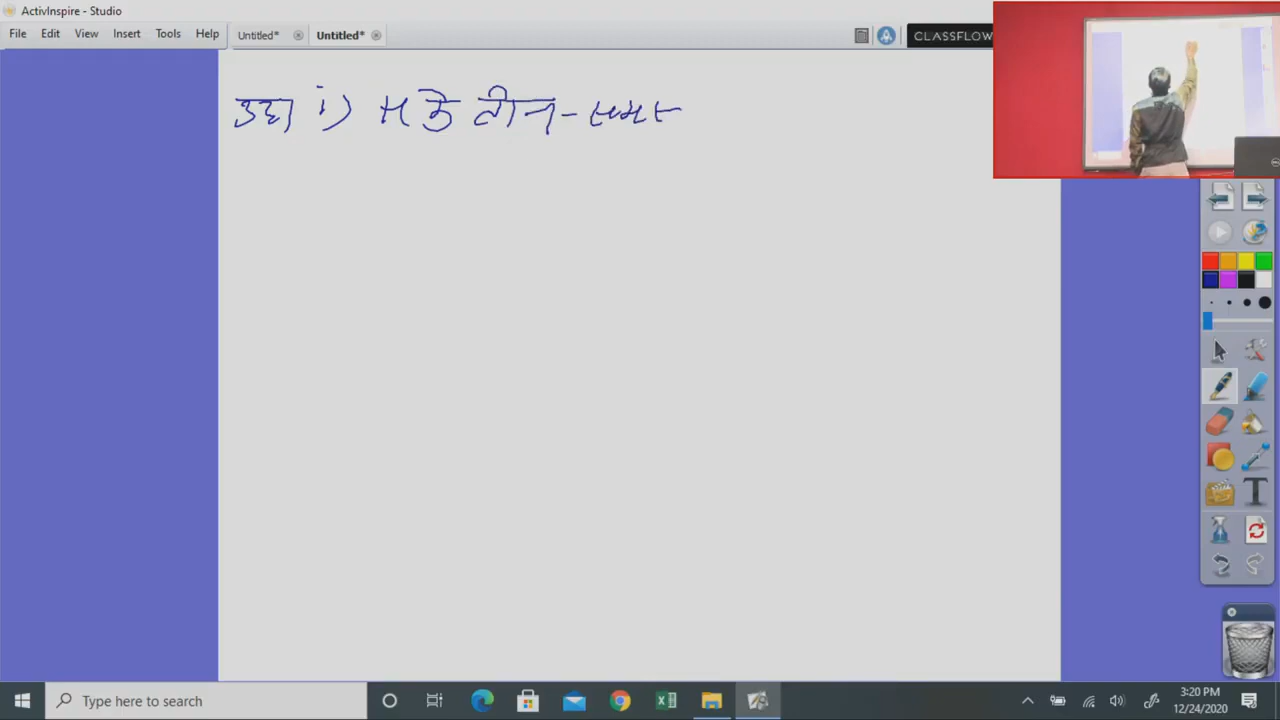 ActivInspire - Studio
File Edit View Insert Tools Help Untitled* Untitled* CLASSFLOW
उदा i) के तीन -
Type here to search
3:20 PM
12/24/2020